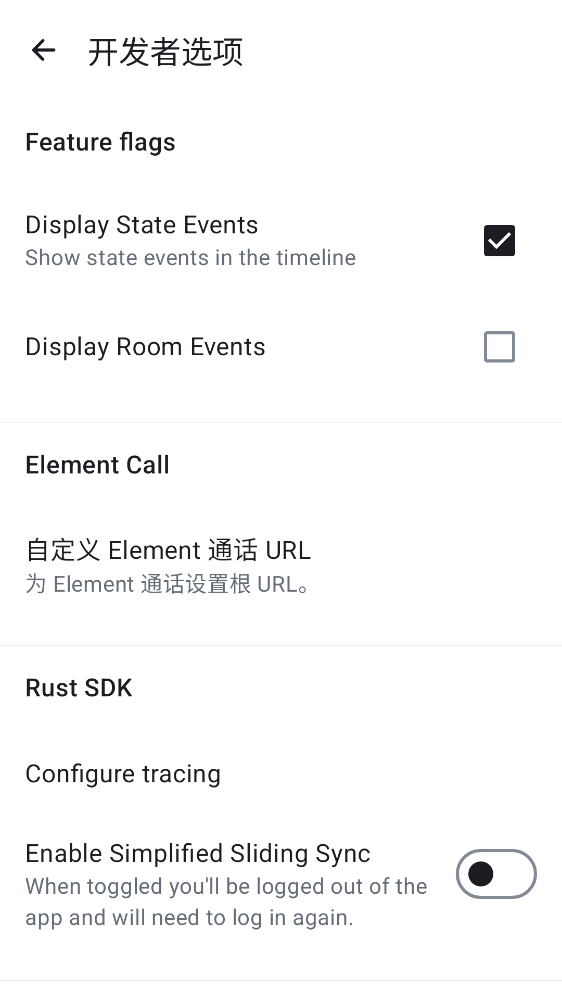 开发者选项
Feature flags
Display State Events
Show state events in the timeline
Display Room Events
Element Call
自定义 Element 通话 URL
为 Element 通话设置根 URL。
Rust SDK
Configure tracing
Enable Simplified Sliding Sync
When toggled you'll be logged out of the
app and will need to log in again.